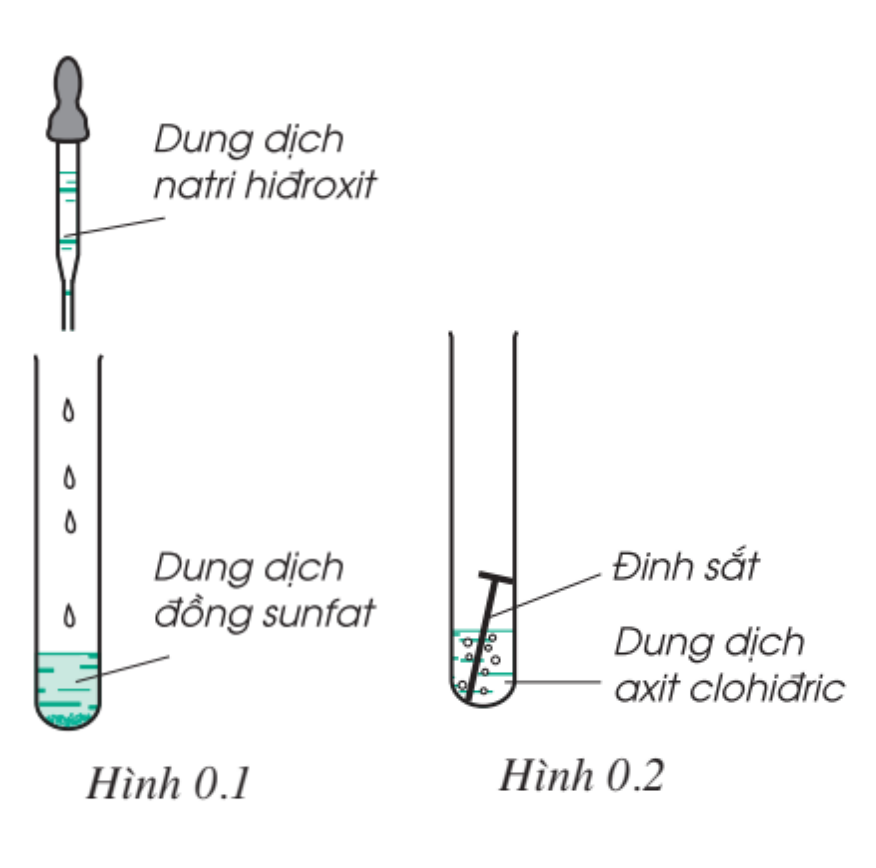 Dung dịch
natri hiđroxit
Dung dịch
đồng sunfat
Hình 0.1
Đinh sắt
Dung dịch
axit clohiđric
Hình 0.2